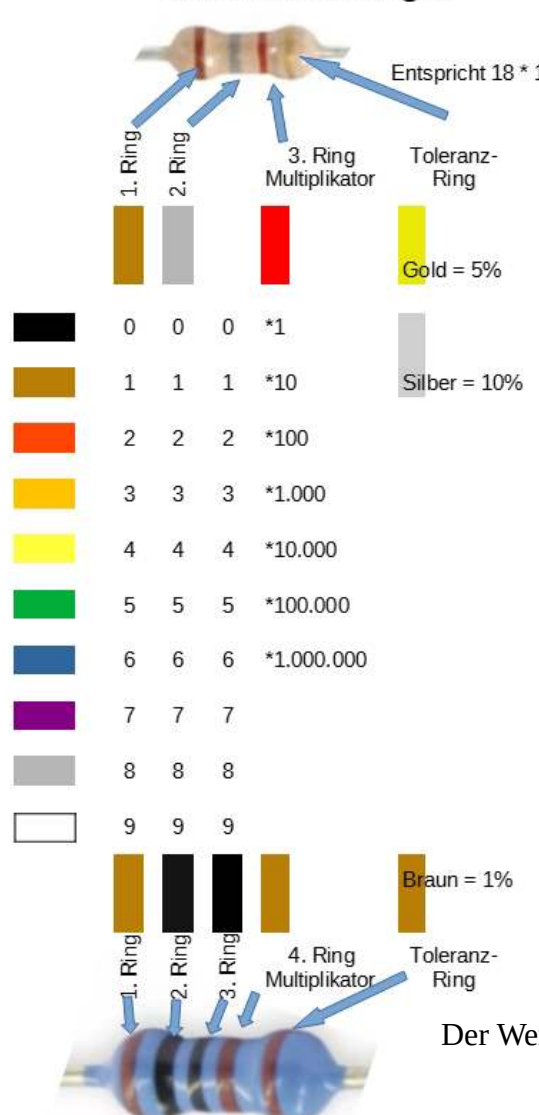 Entspricht 18 * 1
1. Ring
2. Ring
3. Ring
Multiplikator
Toleranz-
Ring
Gold = 5%
0 0 0 *1
1 1 1 *10
Silber = 10%
2 2 2 *100
3 3 3 *1.000
4 4 4 *10.000
5 5 5 *100.000
6 6 6 *1.000.000
7 7 7
8 8 8
9 9 9
Braun = 1%
1. Ring
2. Ring
3. Ring
4. Ring
Multiplikator
Toleranz-
Ring